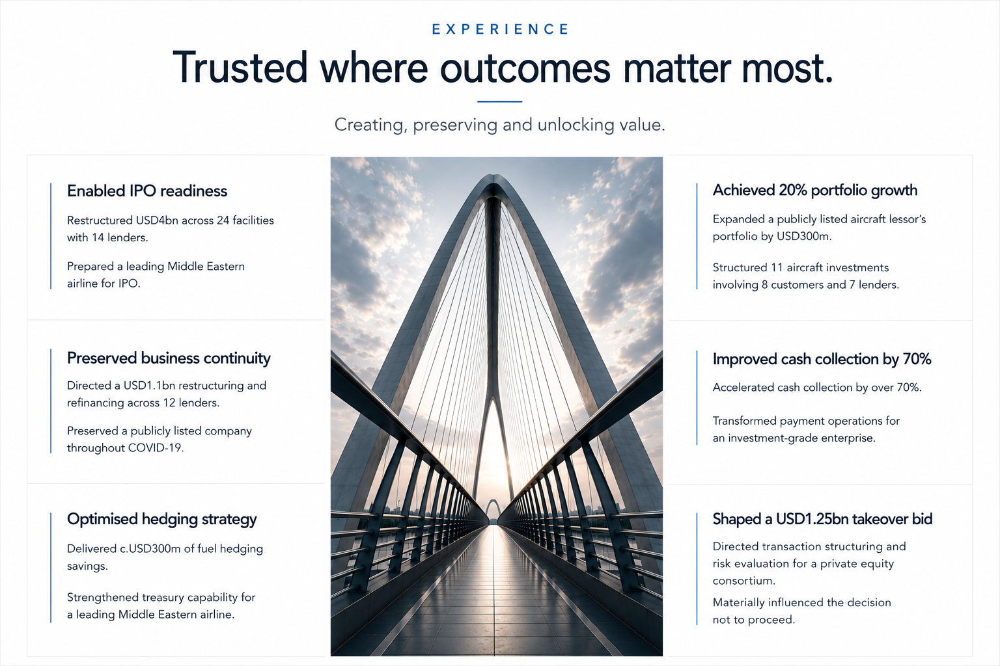 EXPERIENCE
Trusted where outcomes matter most.
Creating, preserving and unlocking value.
Enabled IPO readiness
Restructured USD4bn across 24 facilities
with 14 lenders.
Prepared a leading Middle Eastern
airline for IPO.
Preserved business continuity
Directed a USD1.1bn restructuring and
refinancing across 12 lenders.
Preserved a publicly listed company
throughout COVID-19.
Optimised hedging strategy
Delivered c.USD300m of fuel hedging
savings.
Strengthened treasury capability for
a leading Middle Eastern airline.
Achieved 20% portfolio growth
Expanded a publicly listed aircraft lessor’s
portfolio by USD300m.
Structured 11 aircraft investments
involving 8 customers and 7 lenders.
Improved cash collection by 70%
Accelerated cash collection by over 70%.
Transformed payment operations for
an investment-grade enterprise.
Shaped a USD1.25bn takeover bid
Directed transaction structuring and
risk evaluation for a private equity
consortium.
Materially influenced the decision
not to proceed.